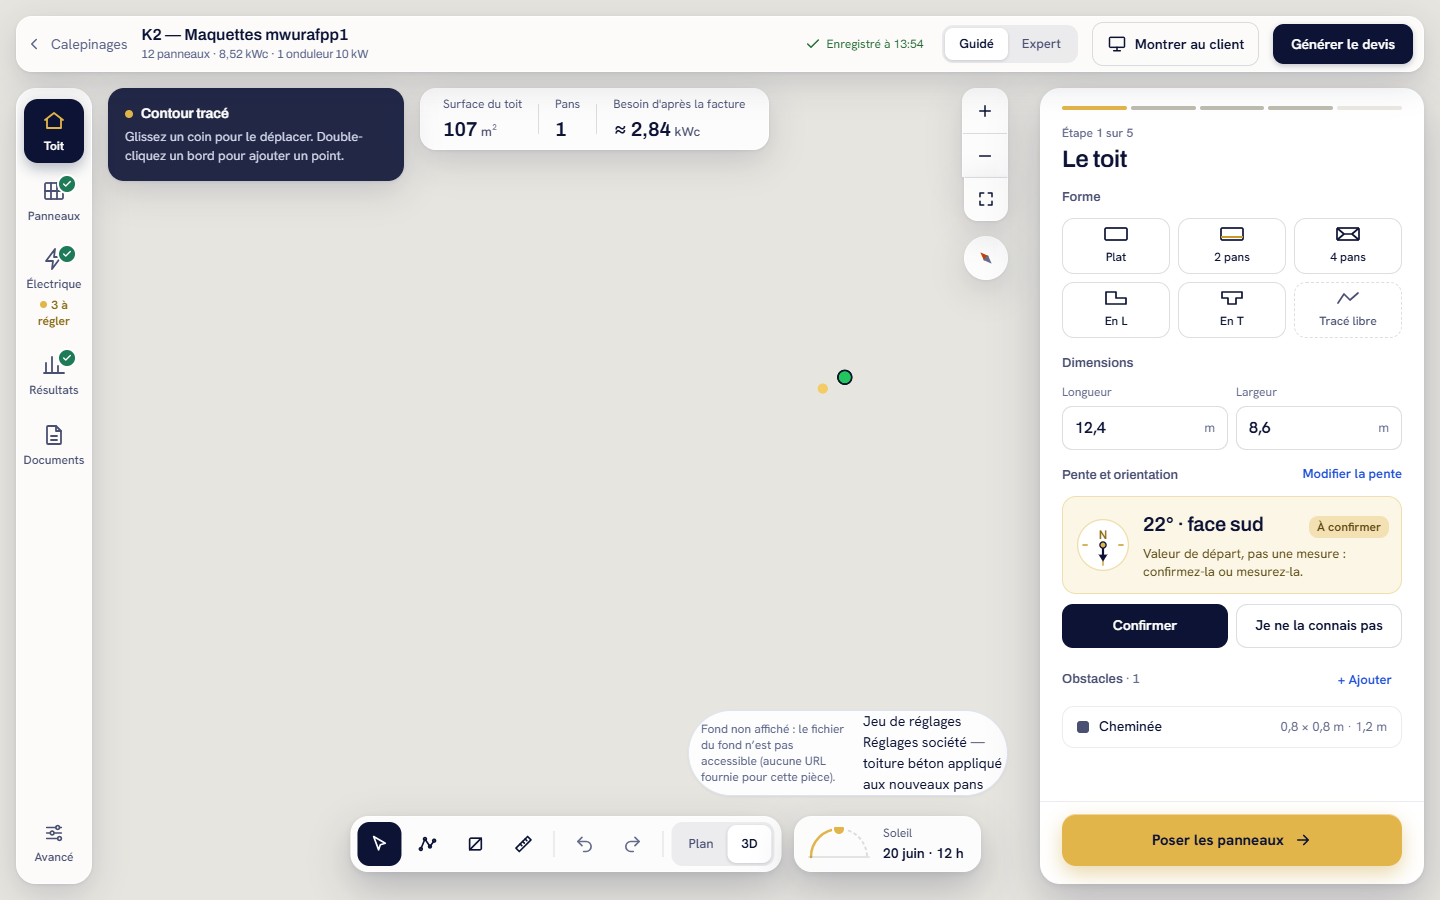 Calepinages
K2 — Maquettes mwurafpp1
12 panneaux · 8,52 kWc · 1 onduleur 10 kW
Enregistré à 13:54
Guidé
Expert
Montrer au client
Générer le devis
Toit
Panneaux
Électrique
3 à
régler
Résultats
Documents
Avancé
Contour tracé
Glissez un coin pour le déplacer. Double-
cliquez un bord pour ajouter un point.
Surface du toit
107 m²
Pans
1
Besoin d'après la facture
≈ 2,84 kWc
Fond non affiché : le fichier
du fond n’est pas
accessible (aucune URL
fournie pour cette pièce).
Jeu de réglages
Réglages société —
toiture béton appliqué
aux nouveaux pans
Plan
3D
Soleil
20 juin · 12 h
Étape 1 sur 5
Le toit
Forme
Plat
2 pans
4 pans
En L
En T
Tracé libre
Dimensions
Longueur
Largeur
12,4 m
8,6 m
Pente et orientation
Modifier la pente
N
22° · face sud
À confirmer
Valeur de départ, pas une mesure :
confirmez-la ou mesurez-la.
Confirmer
Je ne la connais pas
Obstacles · 1
+ Ajouter
Cheminée
0,8 × 0,8 m · 1,2 m
Poser les panneaux